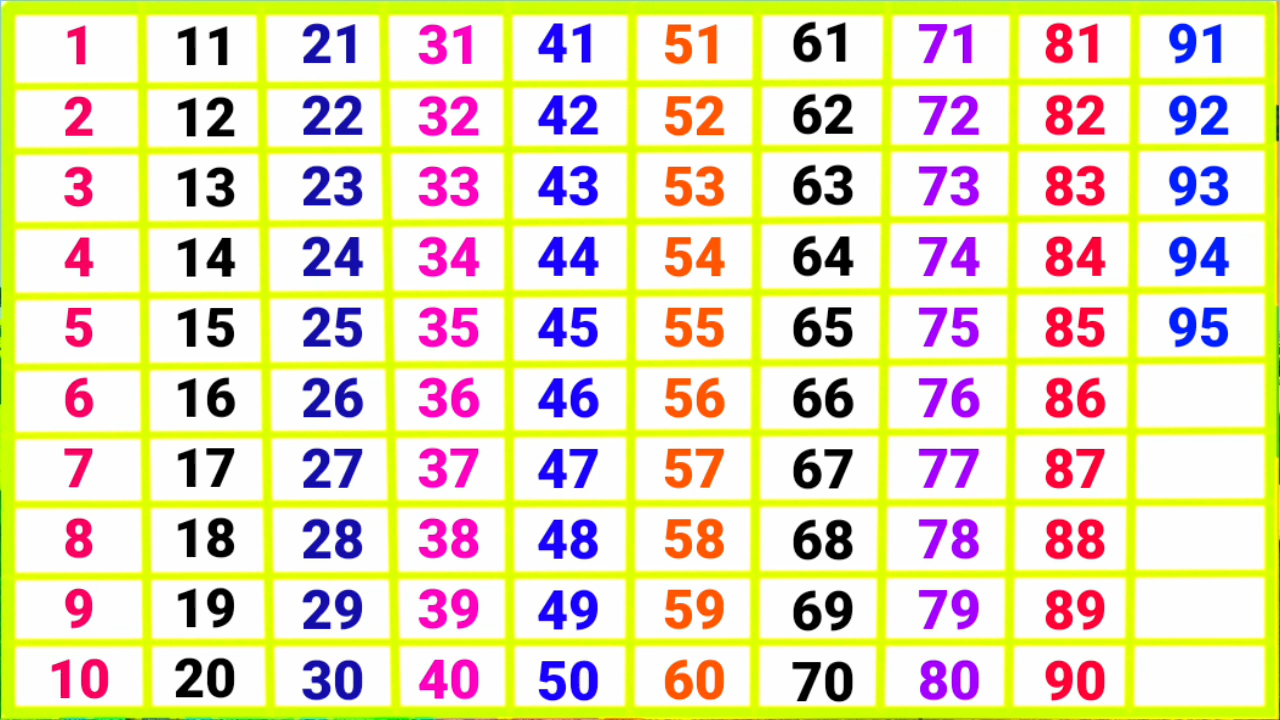 1 11 21 31 41 51 61 71 81 91
2 12 22 32 42 52 62 72 82 92
3 13 23 33 43 53 63 73 83 93
4 14 24 34 44 54 64 74 84 94
5 15 25 35 45 55 65 75 85 95
6 16 26 36 46 56 66 76 86
7 17 27 37 47 57 67 77 87
8 18 28 38 48 58 68 78 88
9 19 29 39 49 59 69 79 89
10 20 30 40 50 60 70 80 90